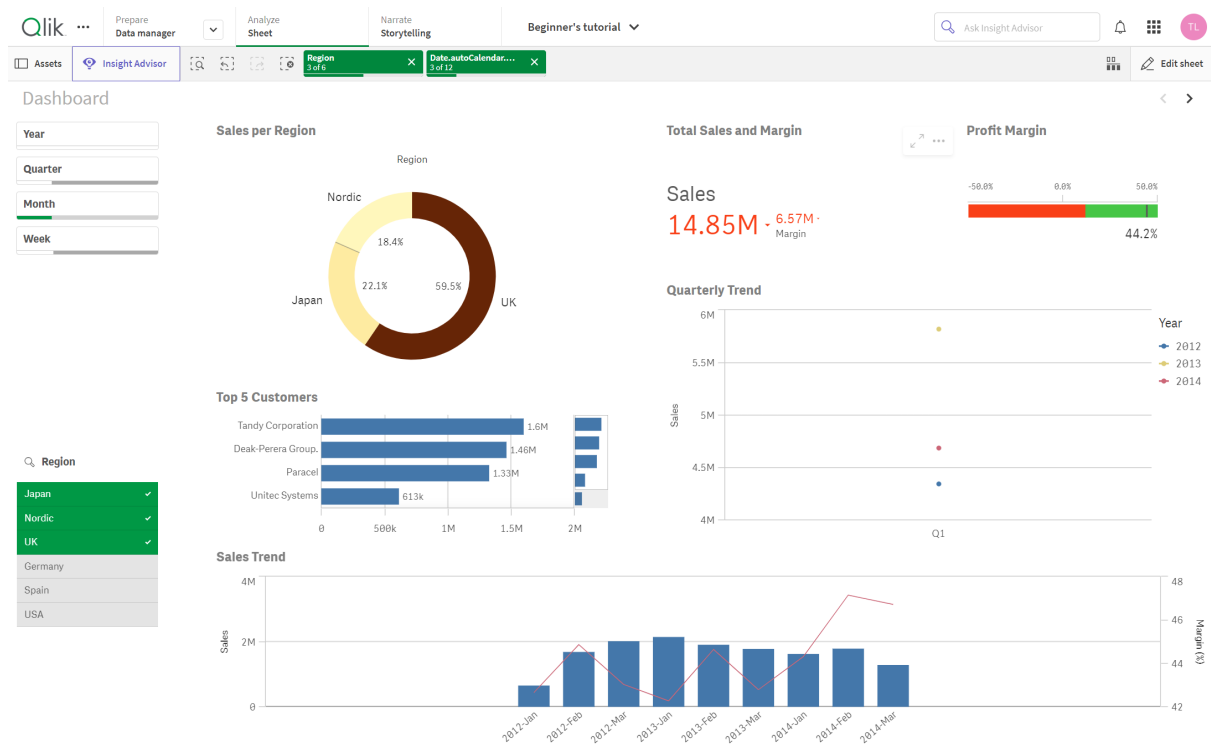 Qlik
Prepare
Data manager
Analyze
Sheet
Narrate
Storytelling
Beginner's tutorial
Ask Insight Advisor
TL
Assets
Insight Advisor
Region
3 of 6
Date.autoCalendar....
3 of 12
Edit sheet
Dashboard
Year
Quarter
Month
Week
Region
Japan
Nordic
UK
Germany
Spain
USA
Sales per Region
Region
Nordic
18.4%
22.1%
59.5%
Japan
UK
Total Sales and Margin
Sales
14.85M
6.57M
Margin
Profit Margin
-50.0%
0.0%
50.0%
44.2%
Top 5 Customers
Tandy Corporation
1.6M
Deak-Perera Group.
1.46M
Paracel
1.33M
Unitec Systems
613k
0
500k
1M
1.5M
2M
Quarterly Trend
6M
5.5M
5M
4.5M
4M
Sales
Q1
Year
2012
2013
2014
Sales Trend
4M
2M
0
Sales
48
46
44
42
Margin (%)
2012-Jan
2012-Feb
2012-Mar
2013-Jan
2013-Feb
2013-Mar
2014-Jan
2014-Feb
2014-Mar